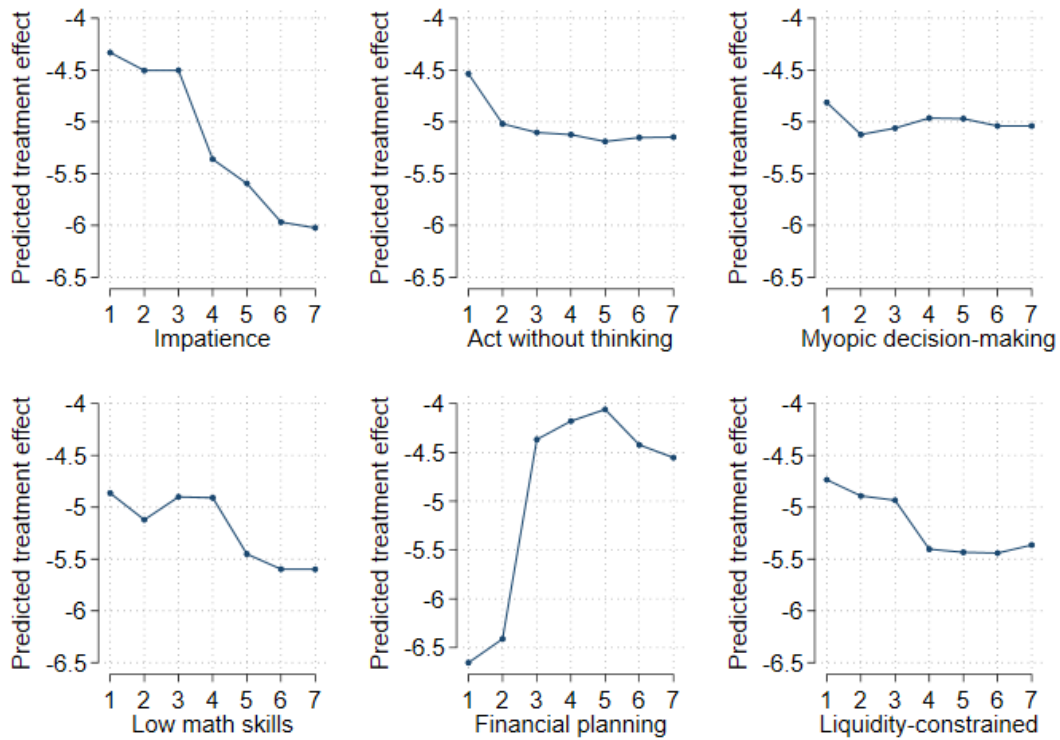 Predicted treatment effect
-4
-4.5
-5
-5.5
-6
-6.5
1 2 3 4 5 6 7
Impatience
Predicted treatment effect
-4
-4.5
-5
-5.5
-6
-6.5
1 2 3 4 5 6 7
Act without thinking
Predicted treatment effect
-4
-4.5
-5
-5.5
-6
-6.5
1 2 3 4 5 6 7
Myopic decision-making
Predicted treatment effect
-4
-4.5
-5
-5.5
-6
-6.5
1 2 3 4 5 6 7
Low math skills
Predicted treatment effect
-4
-4.5
-5
-5.5
-6
-6.5
1 2 3 4 5 6 7
Financial planning
Predicted treatment effect
-4
-4.5
-5
-5.5
-6
-6.5
1 2 3 4 5 6 7
Liquidity-constrained